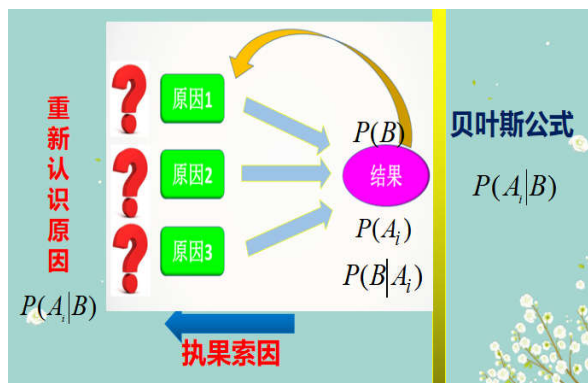 重新认识原因
P(A_i|B)
?
原因1
?
原因2
?
原因3
P(B)
结果
P(A_i)
P(B|A_i)
执果索因
贝叶斯公式
P(A_i|B)